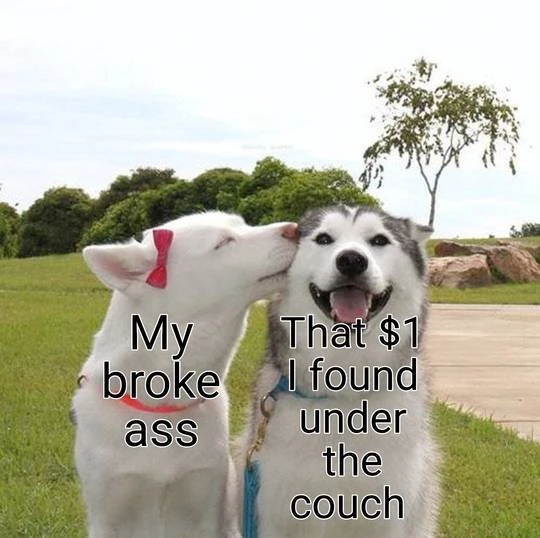 My
broke
ass
That $1
I found
under
the
couch